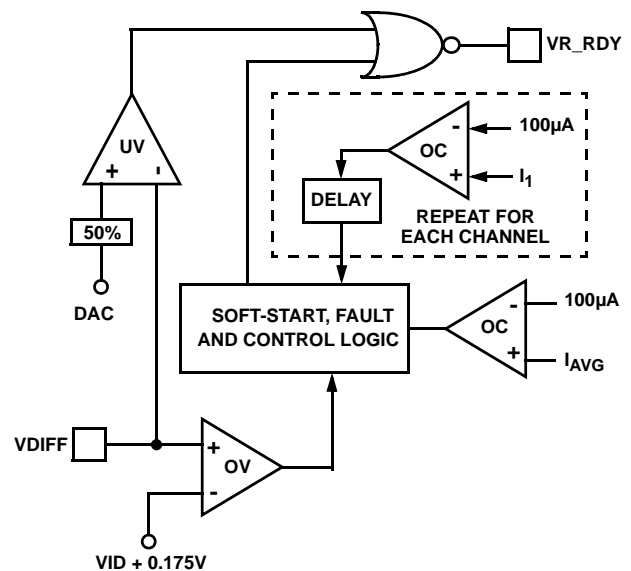 VR_RDY
UV
+ -
50%
DAC
- 100µA
OC
+ I1
DELAY
REPEAT FOR
EACH CHANNEL
SOFT-START, FAULT
AND CONTROL LOGIC
- 100µA
OC
+ IAVG
VDIFF
+
OV
-
VID + 0.175V